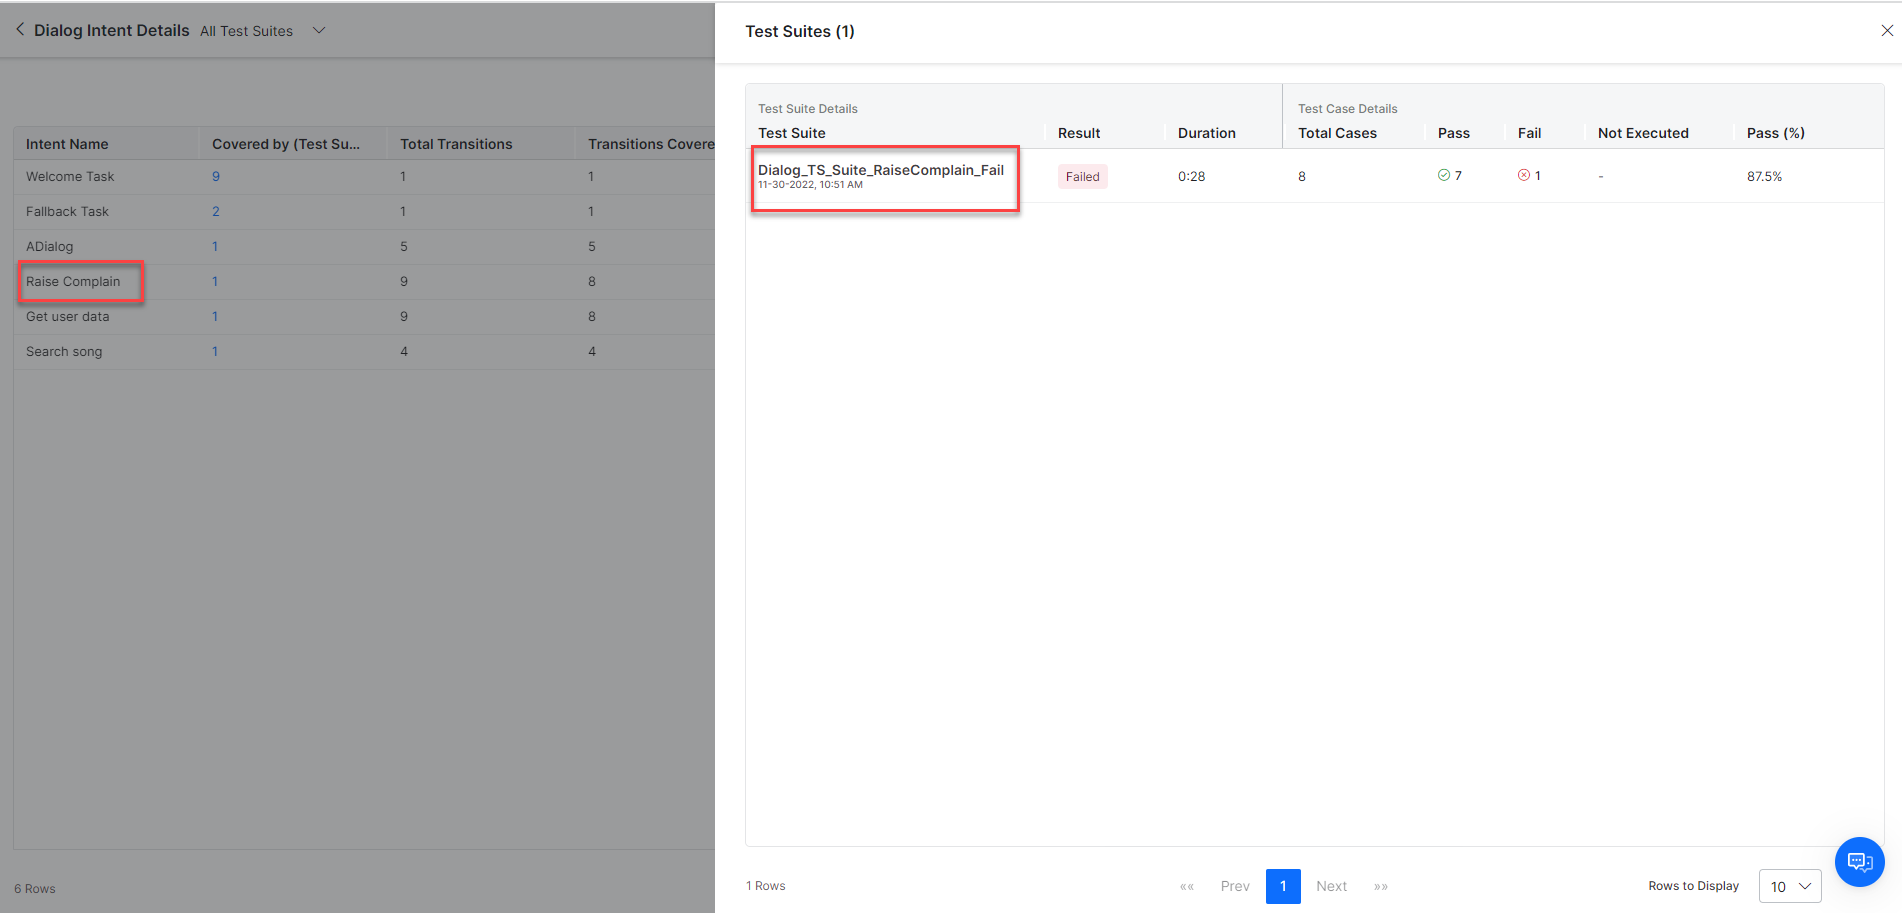 Dialog Intent Details All Test Suites
Intent Name Covered by (Test Su... Total Transitions Transitions Covere
Welcome Task 9 1 1
Fallback Task 2 1 1
ADialog 1 5 5
Raise Complain 1 9 8
Get user data 1 9 8
Search song 1 4 4
6 Rows
Test Suites (1)
Test Suite Details Test Case Details
Test Suite Result Duration Total Cases Pass Fail Not Executed Pass (%)
Dialog_TS_Suite_RaiseComplain_Fail Failed 0:28 8 7 1 - 87.5%
11-30-2022, 10:51 AM
1 Rows «« Prev 1 Next »» Rows to Display 10